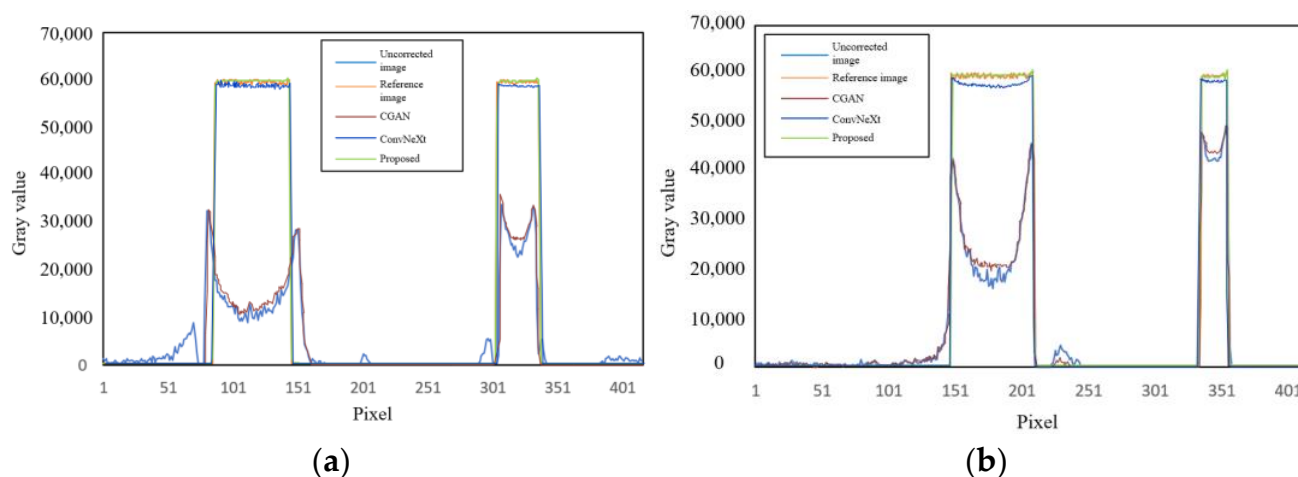 70,000
60,000
50,000
40,000
30,000
20,000
10,000
0
Gray value
Uncorrected
image
Reference
image
CGAN
ConvNeXt
Proposed
1 51 101 151 201 251 301 351 401
Pixel
(a)
70,000
60,000
50,000
40,000
30,000
20,000
10,000
0
Gray value
Uncorrected
image
Reference image
CGAN
ConvNeXt
Proposed
1 51 101 151 201 251 301 351 401
Pixel
(b)